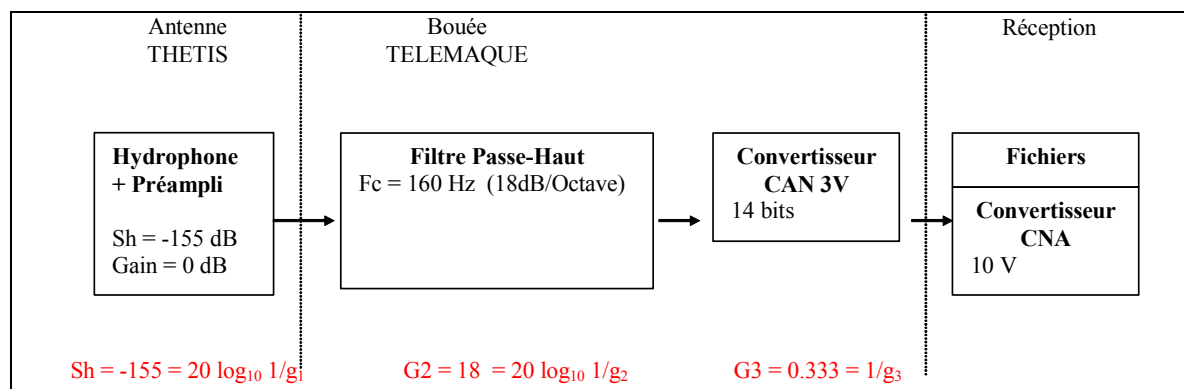 Antenne
THETIS
Bouée
TELEMAQUE
Réception
Hydrophone
+ Préampli
Sh = -155 dB
Gain = 0 dB
Filtre Passe-Haut
Fc = 160 Hz (18dB/Octave)
Convertisseur
CAN 3V
14 bits
Fichiers
Convertisseur
CNA
10 V
Sh = -155 = 20 log₁₀ 1/g₁
G2 = 18 = 20 log₁₀ 1/g₂
G3 = 0.333 = 1/g₃